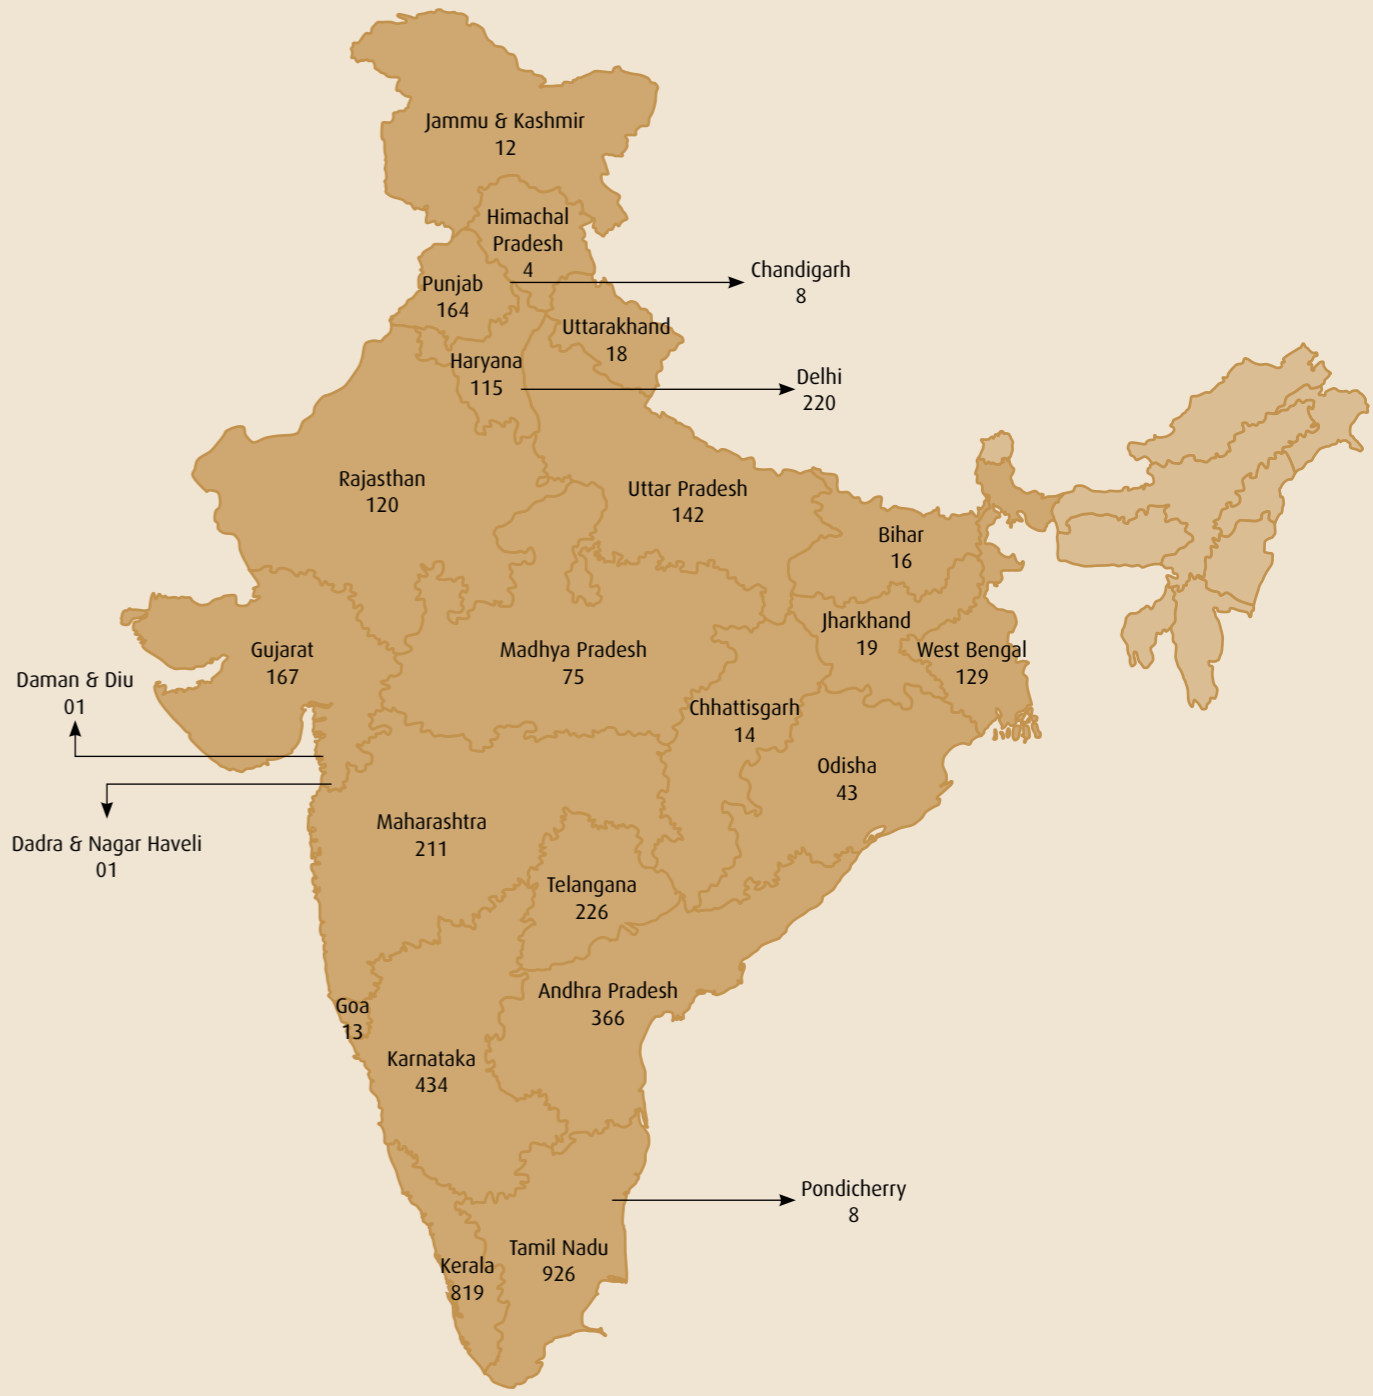 Jammu & Kashmir
12
Himachal
Pradesh
4
Chandigarh
8
Punjab
164
Uttarakhand
18
Haryana
115
Delhi
220
Rajasthan
120
Uttar Pradesh
142
Bihar
16
Jharkhand
19
West Bengal
129
Gujarat
167
Madhya Pradesh
75
Daman & Diu
01
Chhattisgarh
14
Odisha
43
Maharashtra
211
Dadra & Nagar Haveli
01
Telangana
226
Andhra Pradesh
366
Goa
13
Karnataka
434
Pondicherry
8
Tamil Nadu
926
Kerala
819